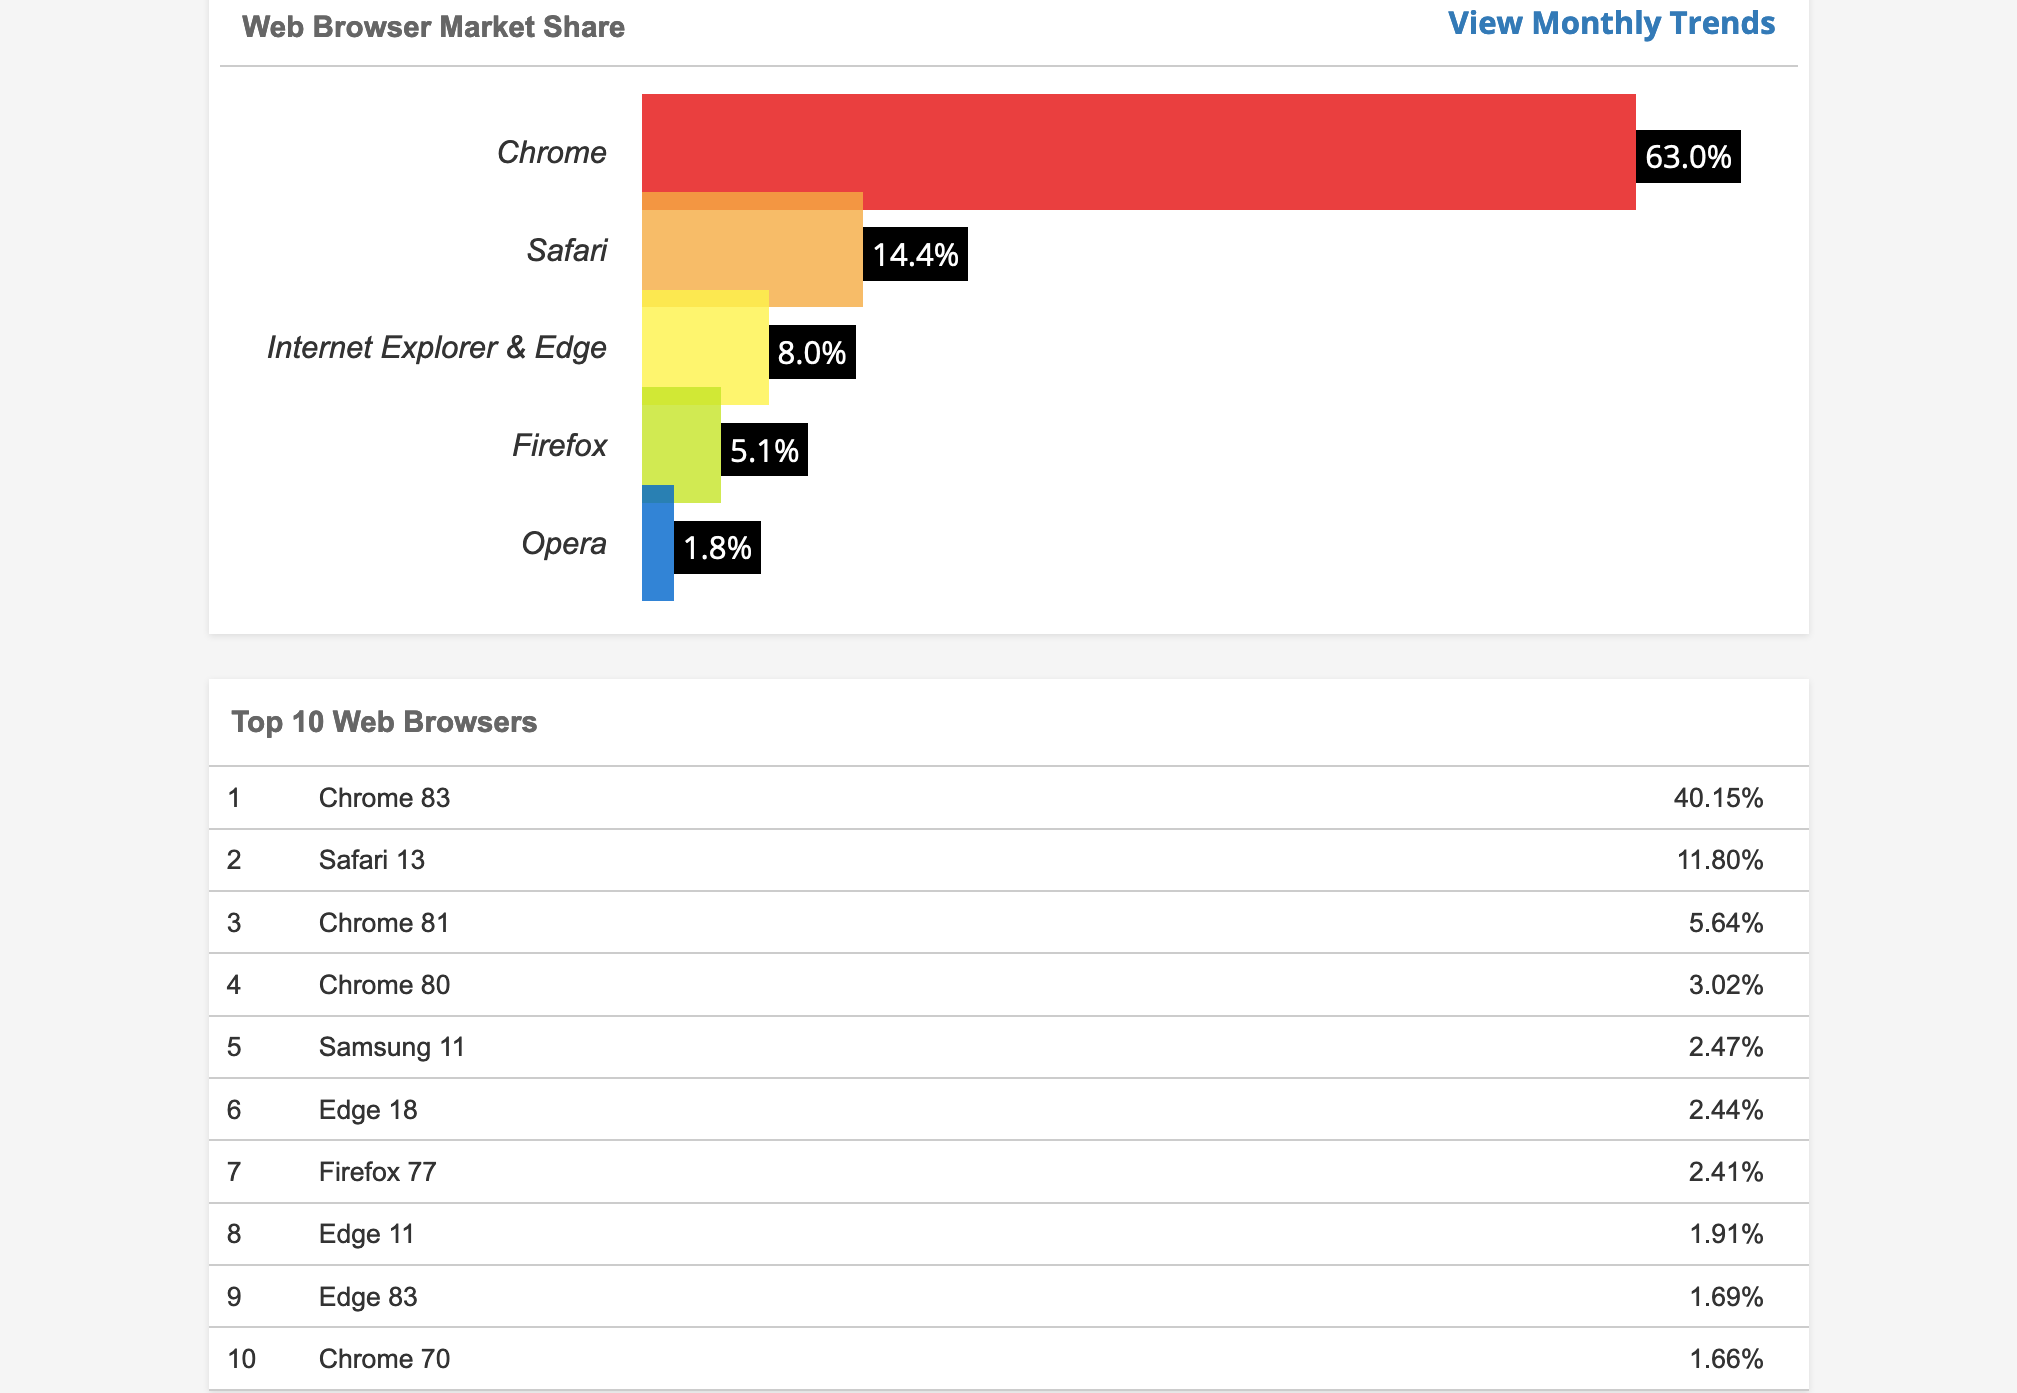 Web Browser Market Share View Monthly Trends
Chrome 63.0%
Safari 14.4%
Internet Explorer & Edge 8.0%
Firefox 5.1%
Opera 1.8%
Top 10 Web Browsers
1 Chrome 83 40.15%
2 Safari 13 11.80%
3 Chrome 81 5.64%
4 Chrome 80 3.02%
5 Samsung 11 2.47%
6 Edge 18 2.44%
7 Firefox 77 2.41%
8 Edge 11 1.91%
9 Edge 83 1.69%
10 Chrome 70 1.66%